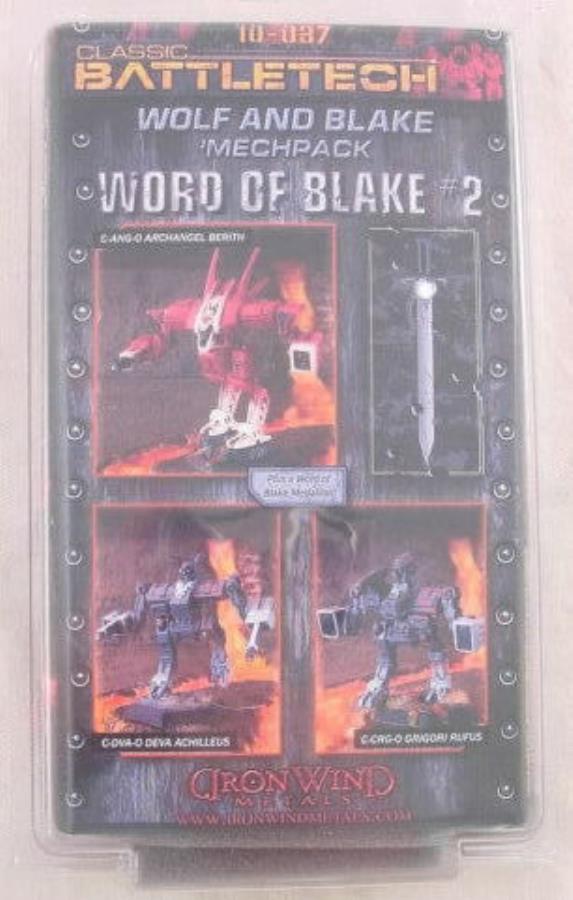 10-037
CLASSIC
BATTLETECH
WOLF AND BLAKE
'MECHPACK
WORD OF BLAKE #2
C-ANG-O ARCHANGEL BERITH
Plus a Word of
Blake Medallion!
C-DVA-O DEVA ACHILLEUS
C-GRG-O GRIGORI RUFUS
IRON WIND
METALS
WWW.IRONWINDMETALS.COM